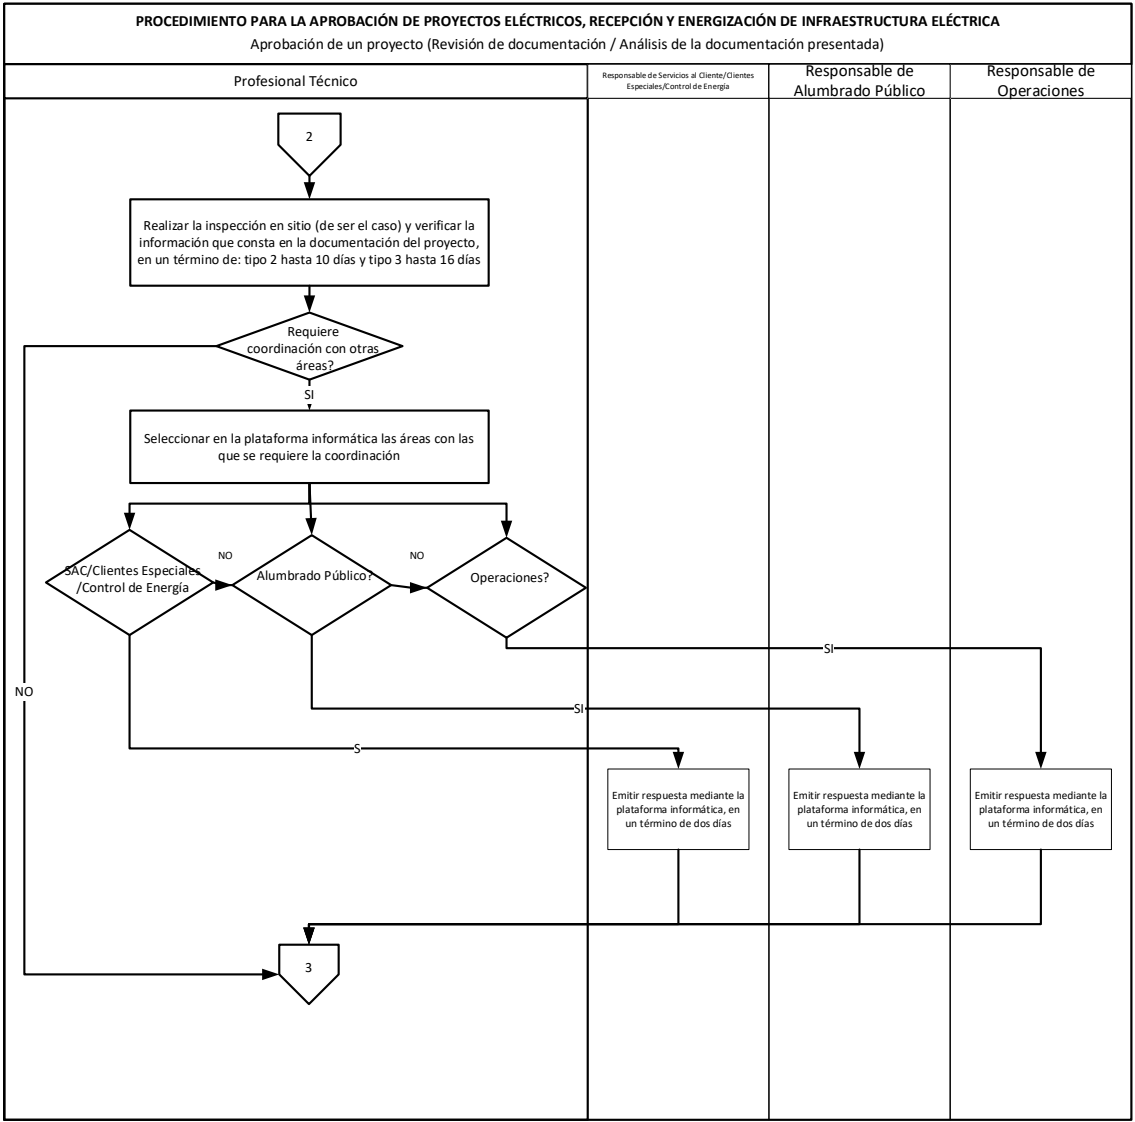 PROCEDIMIENTO PARA LA APROBACIÓN DE PROYECTOS ELÉCTRICOS, RECEPCIÓN Y ENERGIZACIÓN DE INFRAESTRUCTURA ELÉCTRICA
Aprobación de un proyecto (Revisión de documentación / Análisis de la documentación presentada)
Profesional Técnico
Responsable de Servicios al Cliente/Clientes
Especiales/Control de Energía
Responsable de
Alumbrado Público
Responsable de
Operaciones
2
Realizar la inspección en sitio (de ser el caso) y verificar la
información que consta en la documentación del proyecto,
en un término de: tipo 2 hasta 10 días y tipo 3 hasta 16 días
Requiere
coordinación con otras
áreas?
SI
Seleccionar en la plataforma informática las áreas con las
que se requiere la coordinación
SAC/Clientes Especiales
/Control de Energía
NO
Alumbrado Público?
NO
Operaciones?
SI
NO
SI
S
Emitir respuesta mediante la
plataforma informática, en
un término de dos días
Emitir respuesta mediante la
plataforma informática, en
un término de dos días
Emitir respuesta mediante la
plataforma informática, en
un término de dos días
3